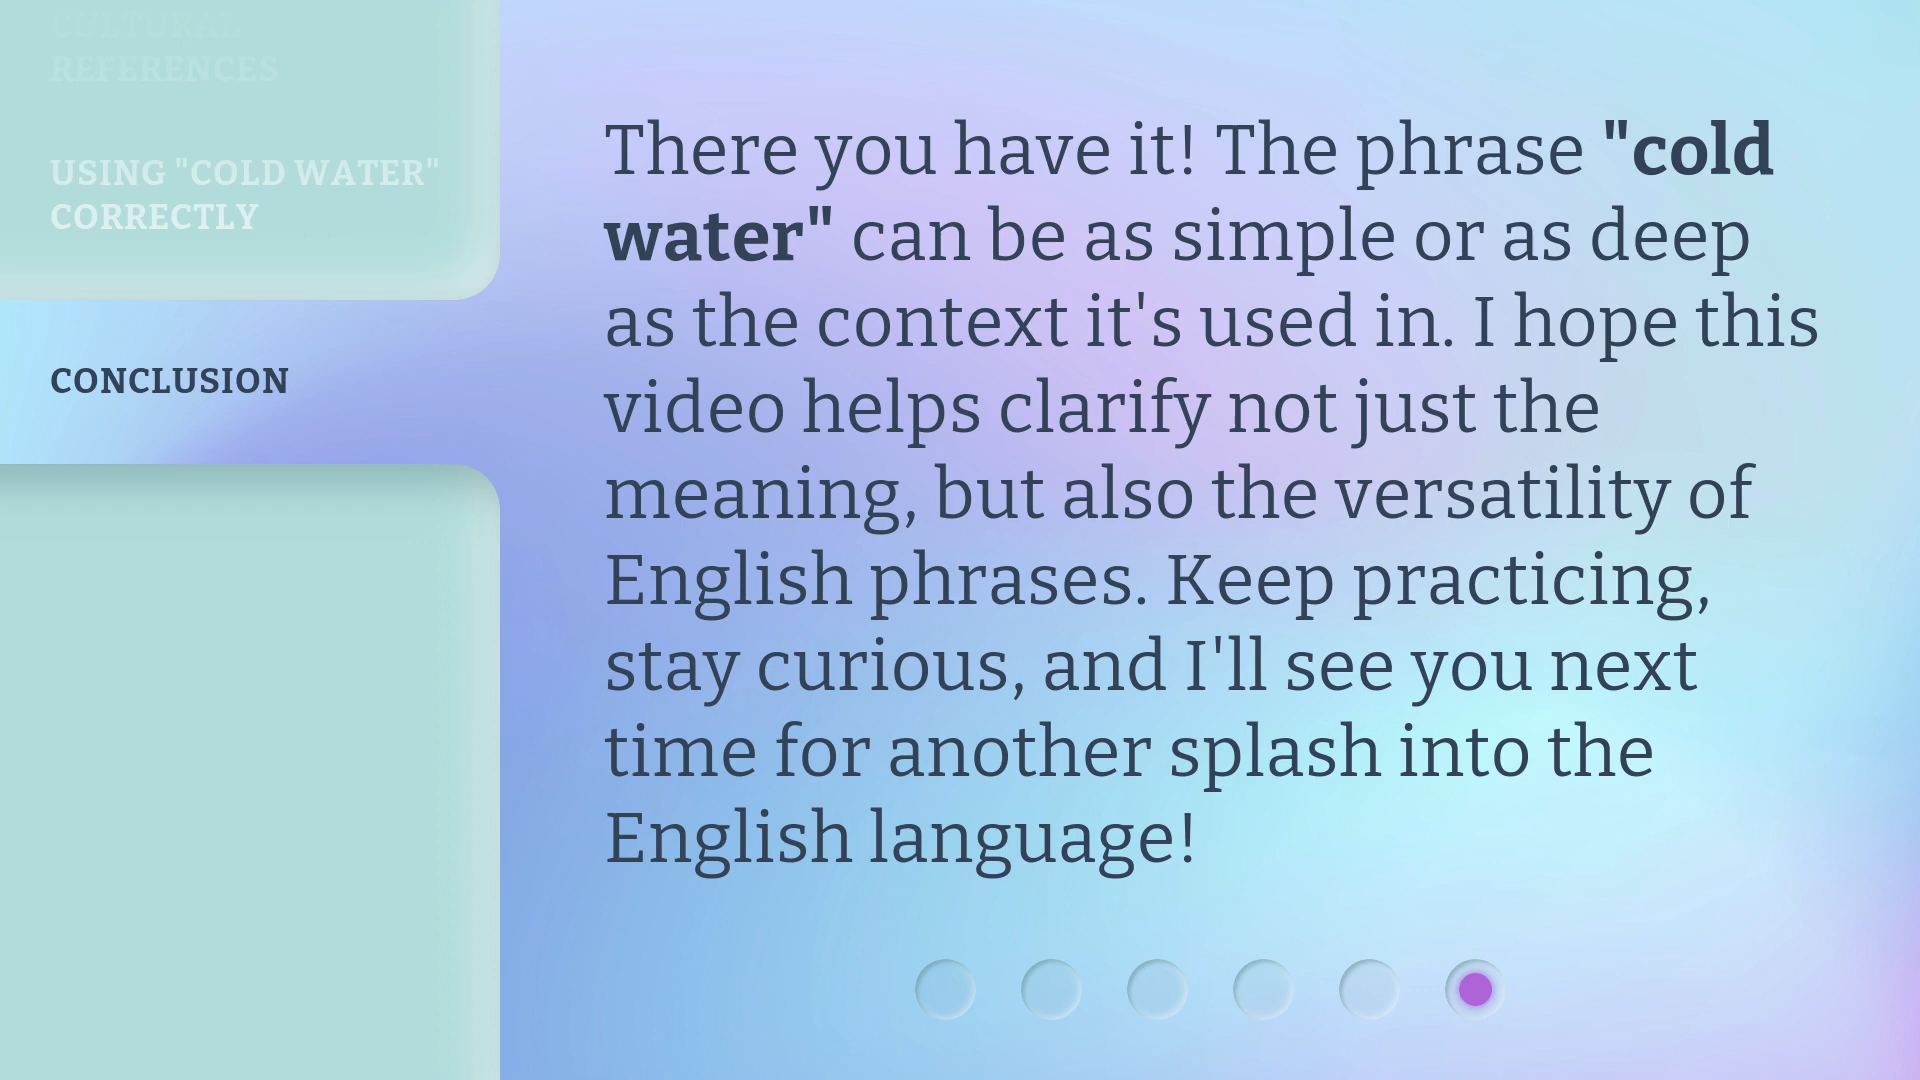 CULTURAL
REFERENCES
USING "COLD WATER"
CORRECTLY
CONCLUSION
There you have it! The phrase "cold
water" can be as simple or as deep
as the context it's used in. I hope this
video helps clarify not just the
meaning, but also the versatility of
English phrases. Keep practicing,
stay curious, and I'll see you next
time for another splash into the
English language!